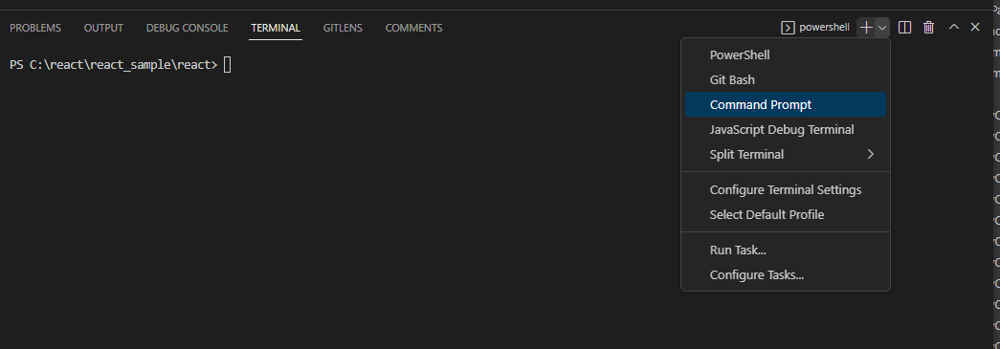 PROBLEMS OUTPUT DEBUG CONSOLE TERMINAL GITLENS COMMENTS powershell
PS C:\react\react_sample\react>
PowerShell
Git Bash
Command Prompt
JavaScript Debug Terminal
Split Terminal
Configure Terminal Settings
Select Default Profile
Run Task...
Configure Tasks...